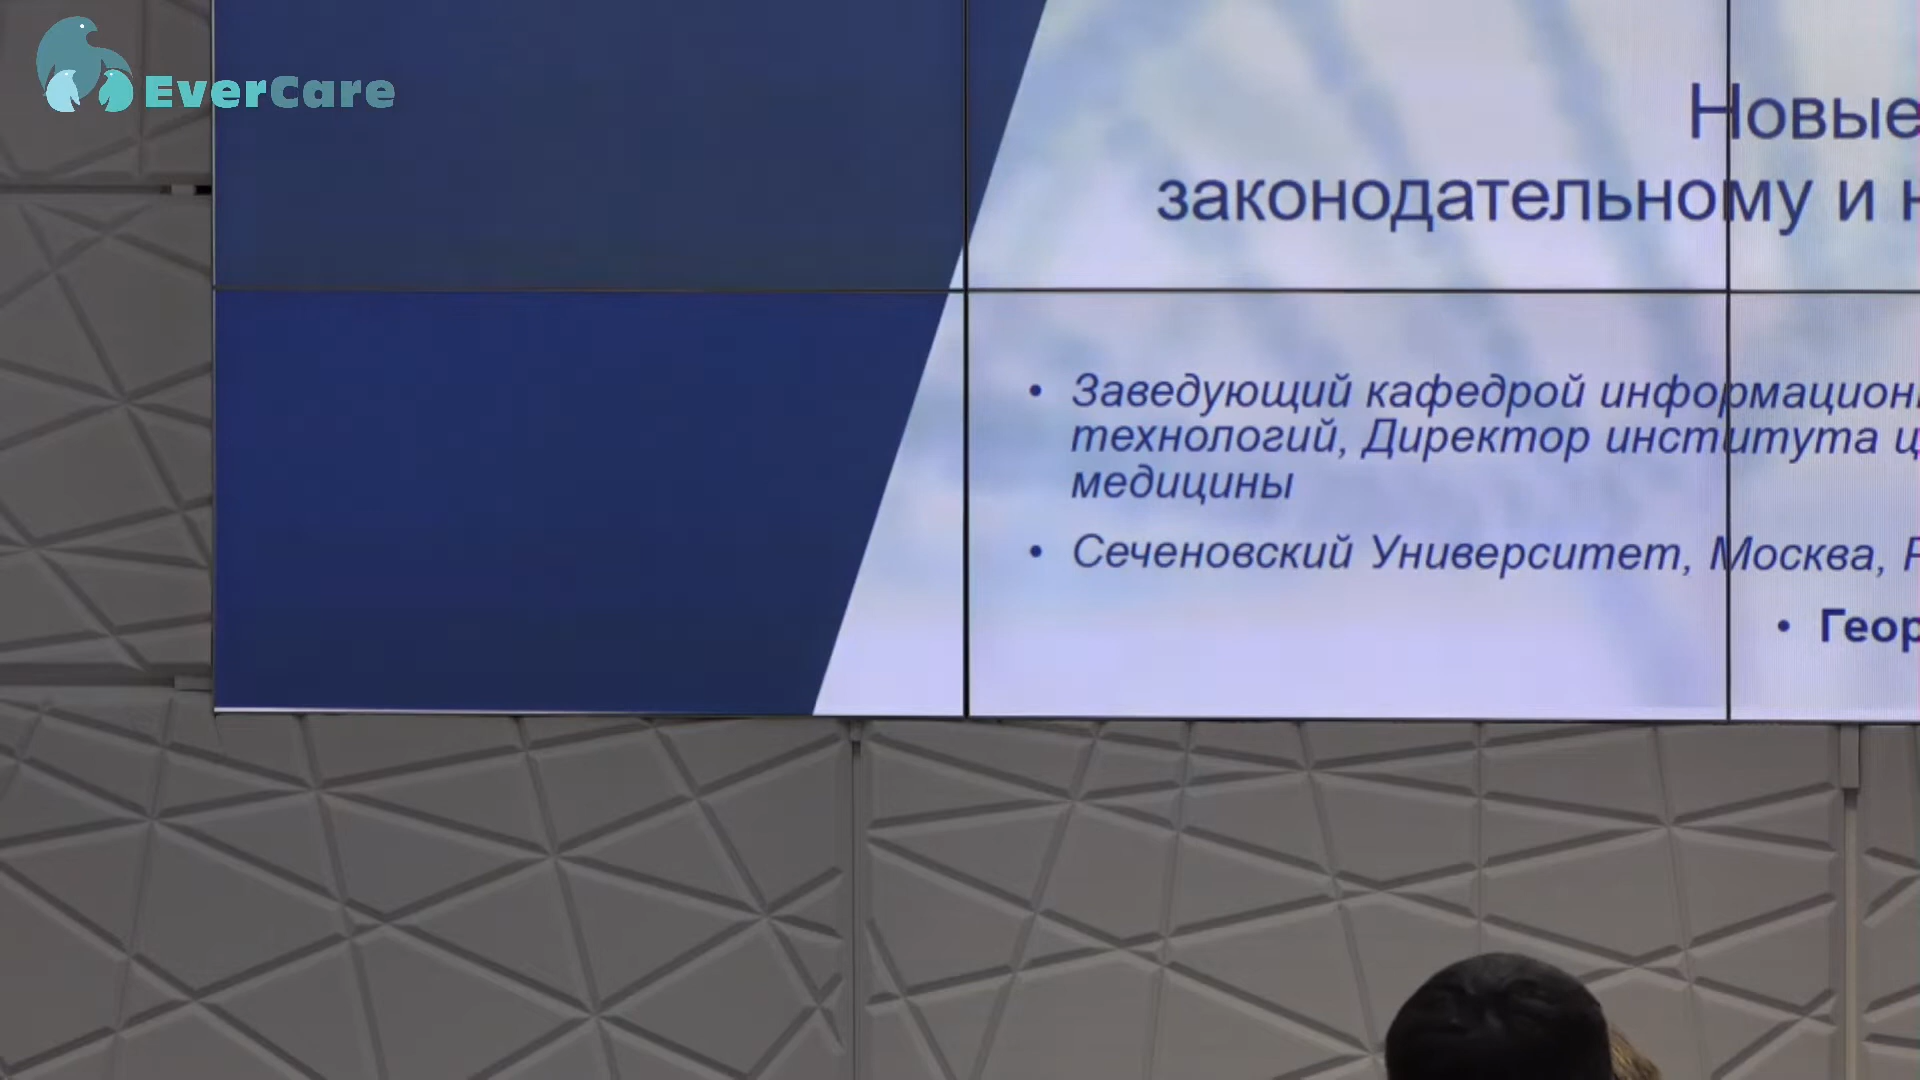 EverCare
Новые
законодательному и
• Заведующий кафедрой информацион
технологий, Директор института ц
медицины
• Сеченовский Университет, Москва, Р
• Геор